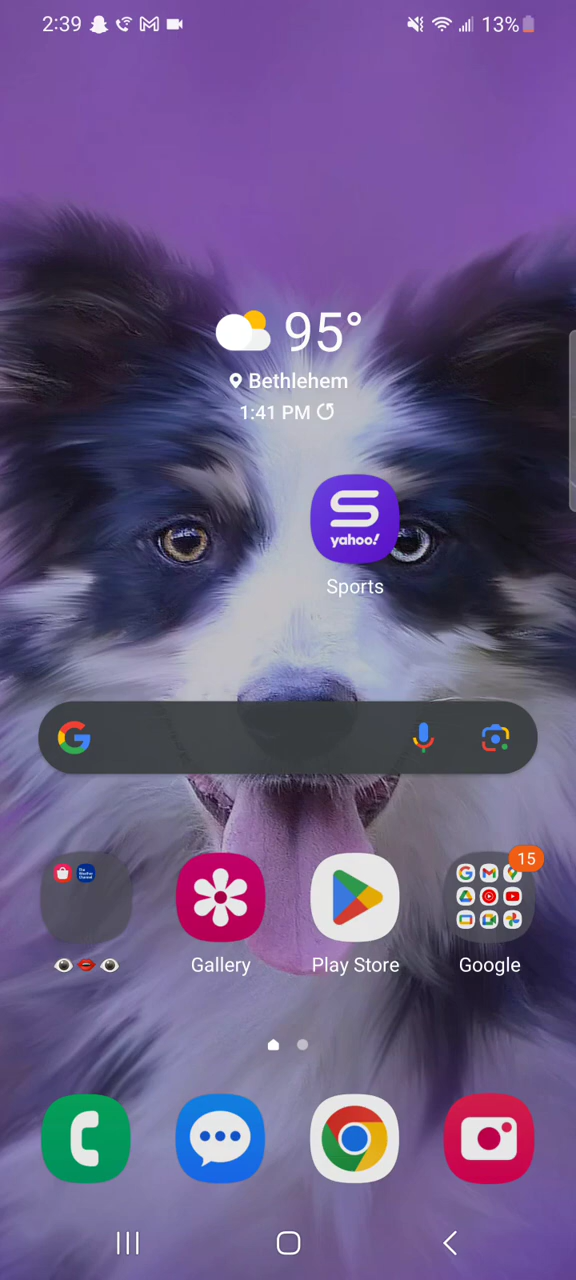 2:39
13%
95°
Bethlehem
1:41 PM
yahoo!
Sports
15
👁👄👁
Gallery
Play Store
Google